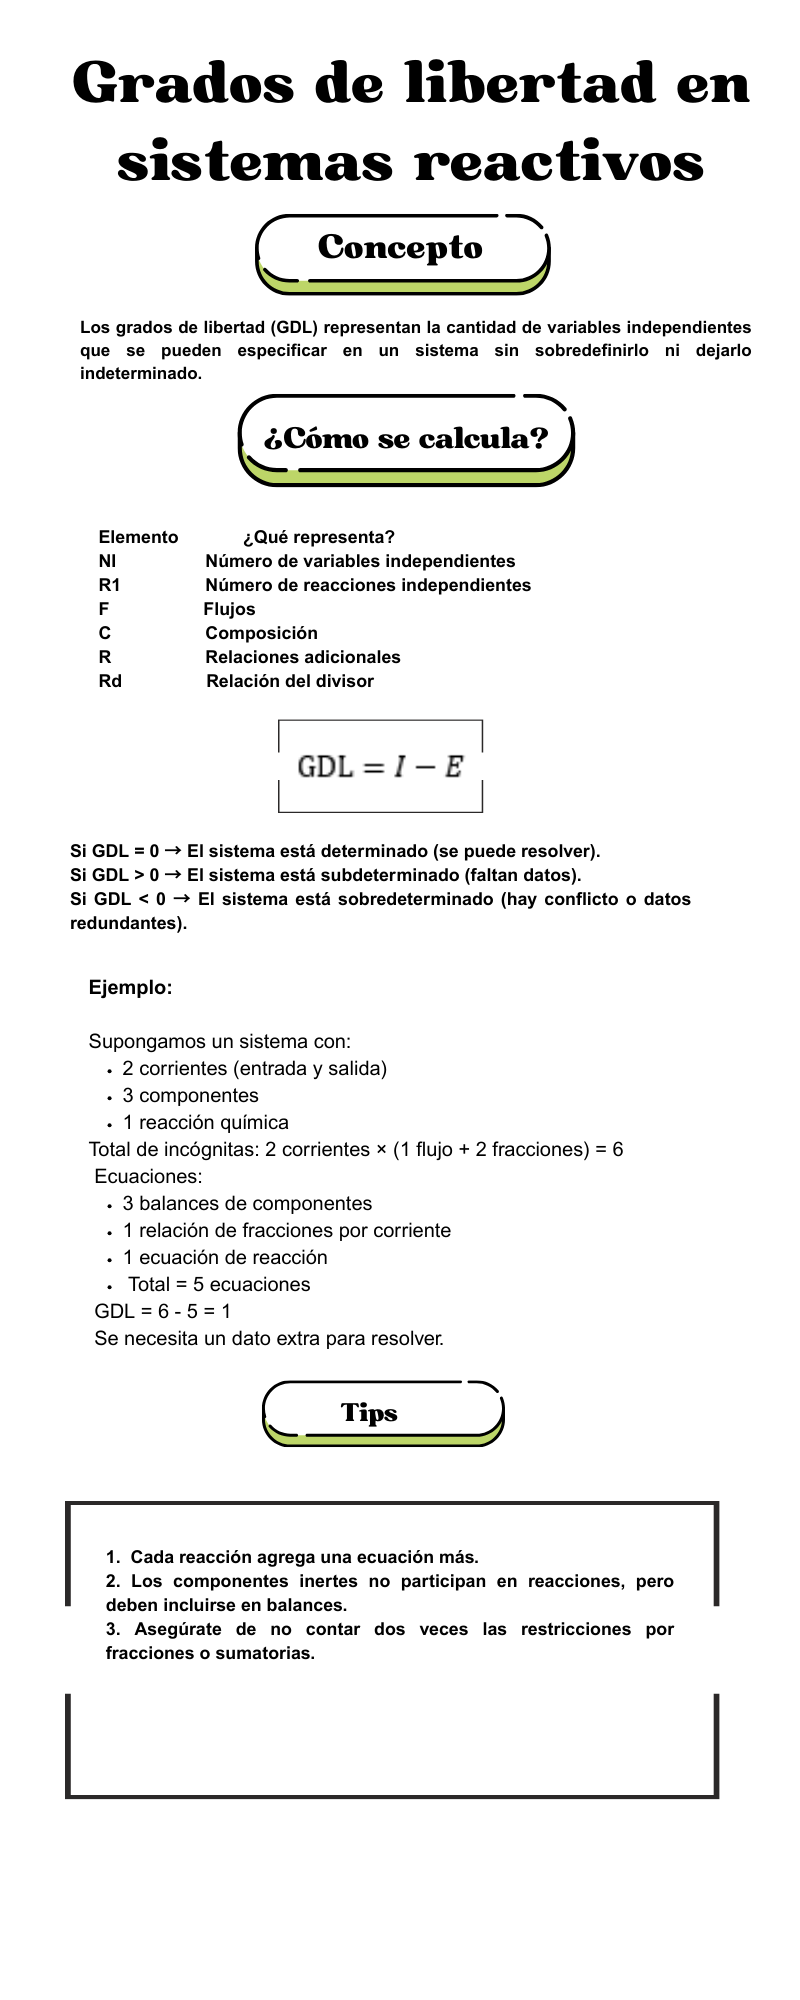 Grados de libertad en
sistemas reactivos
Concepto
Los grados de libertad (GDL) representan la cantidad de variables independientes
que se pueden especificar en un sistema sin sobredefinirlo ni dejarlo
indeterminado.
¿Cómo se calcula?
Elemento ¿Qué representa?
NI Número de variables independientes
R1 Número de reacciones independientes
F Flujos
C Composición
R Relaciones adicionales
Rd Relación del divisor
GDL = I − E
Si GDL = 0 → El sistema está determinado (se puede resolver).
Si GDL > 0 → El sistema está subdeterminado (faltan datos).
Si GDL < 0 → El sistema está sobredeterminado (hay conflicto o datos
redundantes).
Ejemplo:
Supongamos un sistema con:
• 2 corrientes (entrada y salida)
• 3 componentes
• 1 reacción química
Total de incógnitas: 2 corrientes × (1 flujo + 2 fracciones) = 6
Ecuaciones:
• 3 balances de componentes
• 1 relación de fracciones por corriente
• 1 ecuación de reacción
• Total = 5 ecuaciones
GDL = 6 - 5 = 1
Se necesita un dato extra para resolver.
Tips
1. Cada reacción agrega una ecuación más.
2. Los componentes inertes no participan en reacciones, pero
deben incluirse en balances.
3. Asegúrate de no contar dos veces las restricciones por
fracciones o sumatorias.